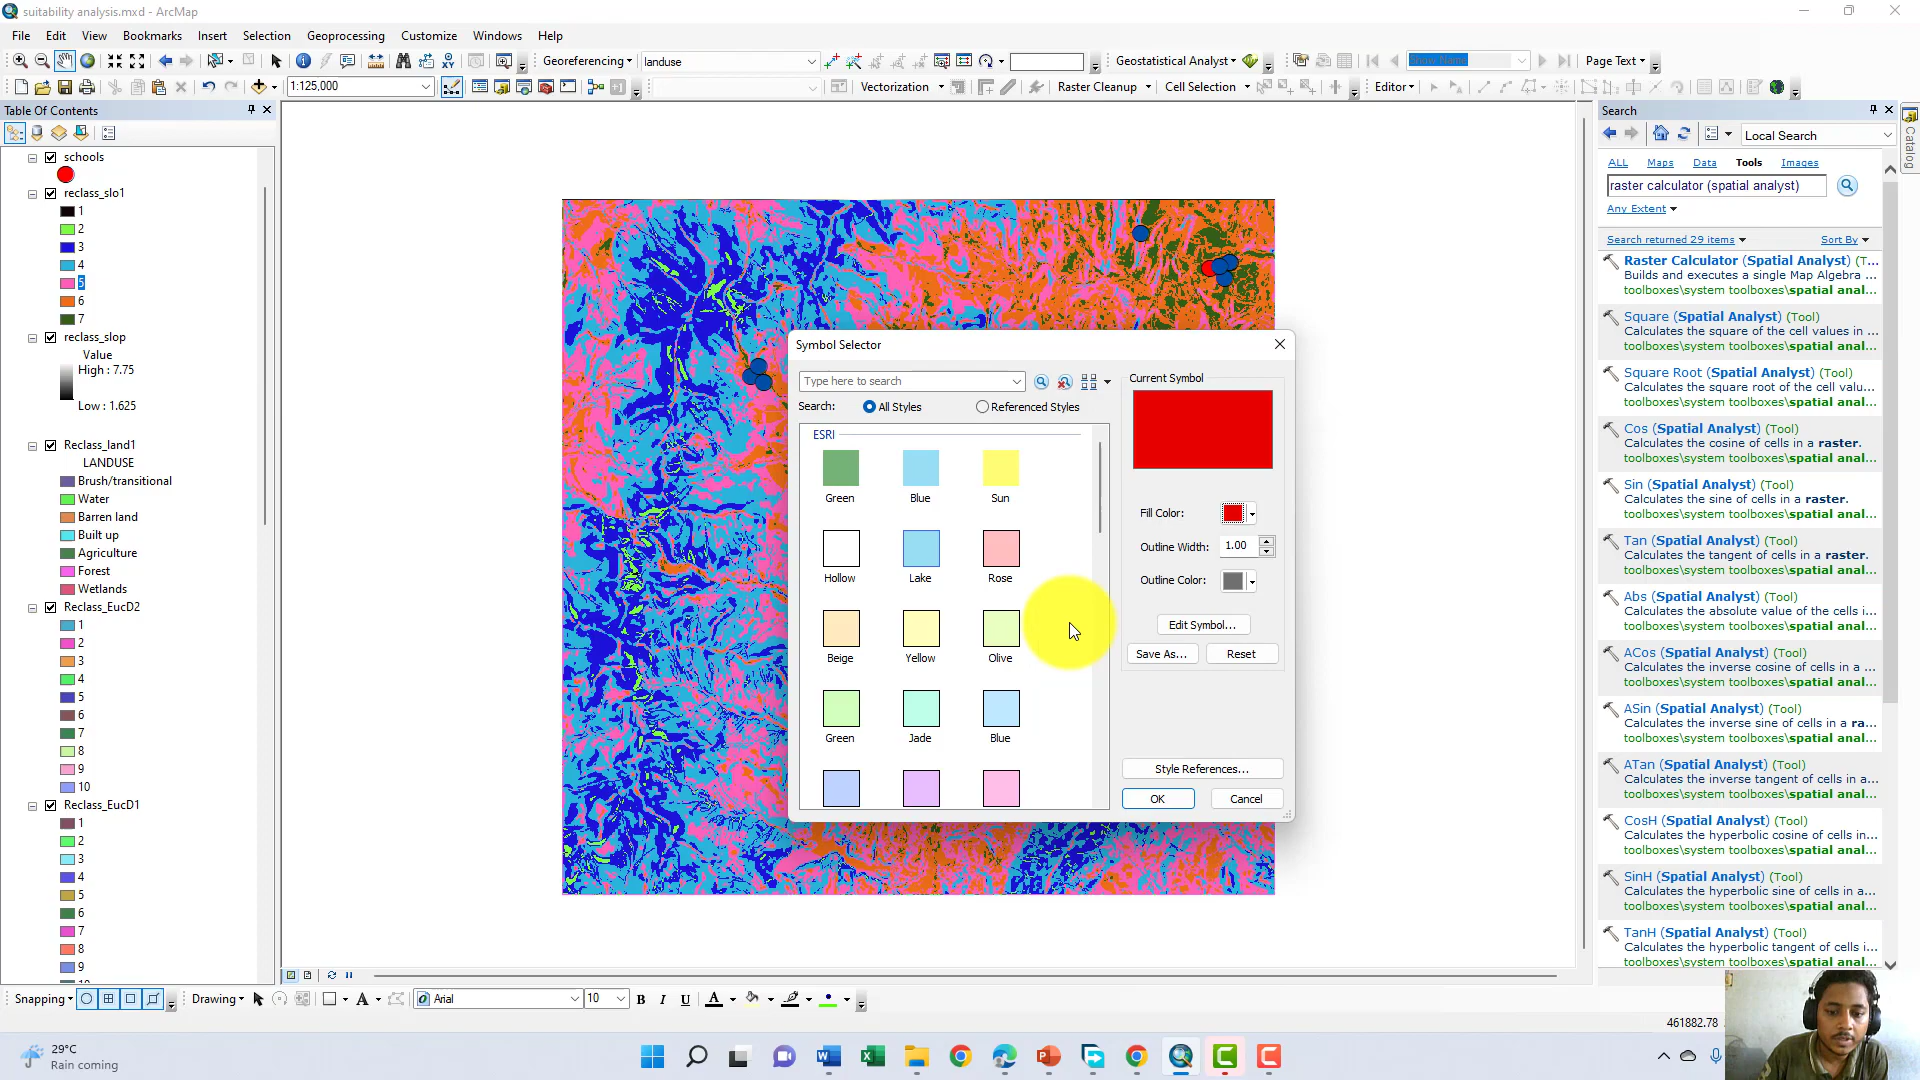 suitability analysis.mxd - ArcMap
File Edit View Bookmarks Insert Selection Geoprocessing Customize Windows Help
Georeferencing landuse Geostatistical Analyst Show Name Page Text
1:125,000 Vectorization Raster Cleanup Cell Selection Editor
Table Of Contents
schools
reclass_slo1
1
2
3
4
5
6
7
reclass_slop
Value
High : 7.75
Low : 1.625
Reclass_land1
LANDUSE
Brush/transitional
Water
Barren land
Built up
Agriculture
Forest
Wetlands
Reclass_EucD2
1
2
3
4
5
6
7
8
9
10
Reclass_EucD1
1
2
3
4
5
6
7
8
9
Symbol Selector
Type here to search
Search: All Styles Referenced Styles
ESRI
Green Blue Sun
Hollow Lake Rose
Beige Yellow Olive
Green Jade Blue
Current Symbol
Fill Color:
Outline Width: 1.00
Outline Color:
Edit Symbol...
Save As... Reset
Style References...
OK Cancel
Search
Local Search
ALL Maps Data Tools Images
raster calculator (spatial analyst)
Any Extent
Search returned 29 items Sort By
Raster Calculator (Spatial Analyst) (T...
Builds and executes a single Map Algebra ...
toolboxes\system toolboxes\spatial anal...
Square (Spatial Analyst) (Tool)
Calculates the square of the cell values in ...
toolboxes\system toolboxes\spatial anal...
Square Root (Spatial Analyst) (Tool)
Calculates the square root of the cell valu...
toolboxes\system toolboxes\spatial anal...
Cos (Spatial Analyst) (Tool)
Calculates the cosine of cells in a raster.
toolboxes\system toolboxes\spatial anal...
Sin (Spatial Analyst) (Tool)
Calculates the sine of cells in a raster.
toolboxes\system toolboxes\spatial anal...
Tan (Spatial Analyst) (Tool)
Calculates the tangent of cells in a raster.
toolboxes\system toolboxes\spatial anal...
Abs (Spatial Analyst) (Tool)
Calculates the absolute value of the cells i...
toolboxes\system toolboxes\spatial anal...
ACos (Spatial Analyst) (Tool)
Calculates the inverse cosine of cells in a ...
toolboxes\system toolboxes\spatial anal...
ASin (Spatial Analyst) (Tool)
Calculates the inverse sine of cells in a ra...
toolboxes\system toolboxes\spatial anal...
ATan (Spatial Analyst) (Tool)
Calculates the inverse tangent of cells in a...
toolboxes\system toolboxes\spatial anal...
CosH (Spatial Analyst) (Tool)
Calculates the hyperbolic cosine of cells in...
toolboxes\system toolboxes\spatial anal...
SinH (Spatial Analyst) (Tool)
Calculates the hyperbolic sine of cells in a...
toolboxes\system toolboxes\spatial anal...
TanH (Spatial Analyst) (Tool)
Calculates the hyperbolic tangent of cells i...
toolboxes\system toolboxes\spatial anal...
Catalog
Snapping Drawing Arial 10 B I U A
461882.78
29°C
Rain coming